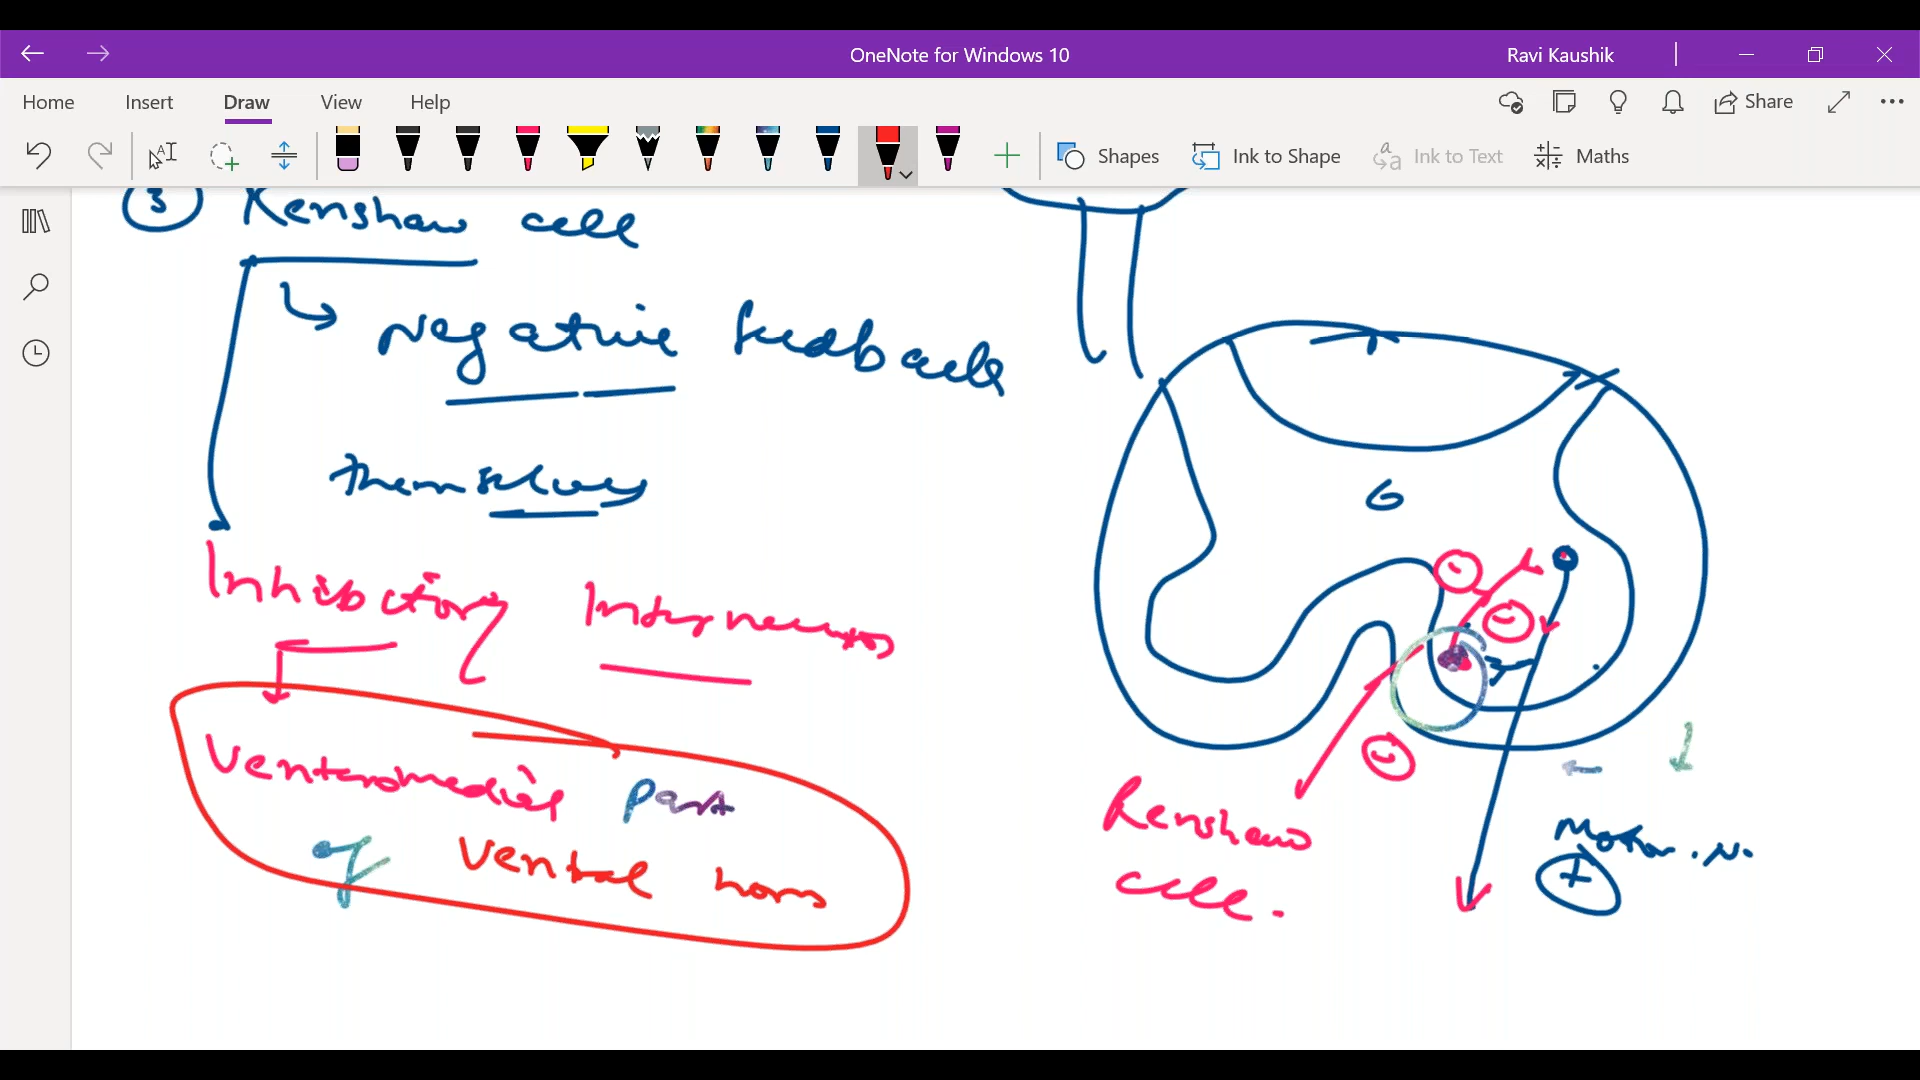 OneNote for Windows 10
Ravi Kaushik
Home Insert Draw View Help
Share
Shapes Ink to Shape Ink to Text Maths
3 Renshaw cell
Negative feedback
themselves
Inhibitory Interneurons
Ventromedial Part
of Ventral horn
G
Renshaw
cell.
Motor. N.
+